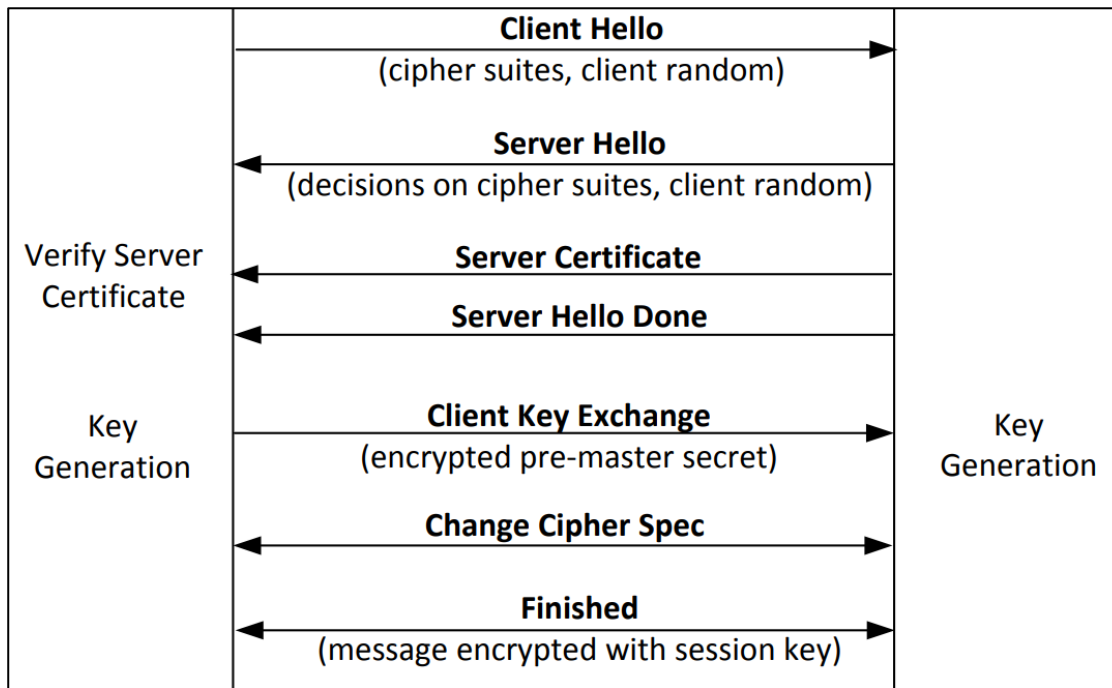 Client Hello
(cipher suites, client random)
Server Hello
(decisions on cipher suites, client random)
Verify Server
Certificate
Server Certificate
Server Hello Done
Key
Generation
Client Key Exchange
(encrypted pre-master secret)
Key
Generation
Change Cipher Spec
Finished
(message encrypted with session key)